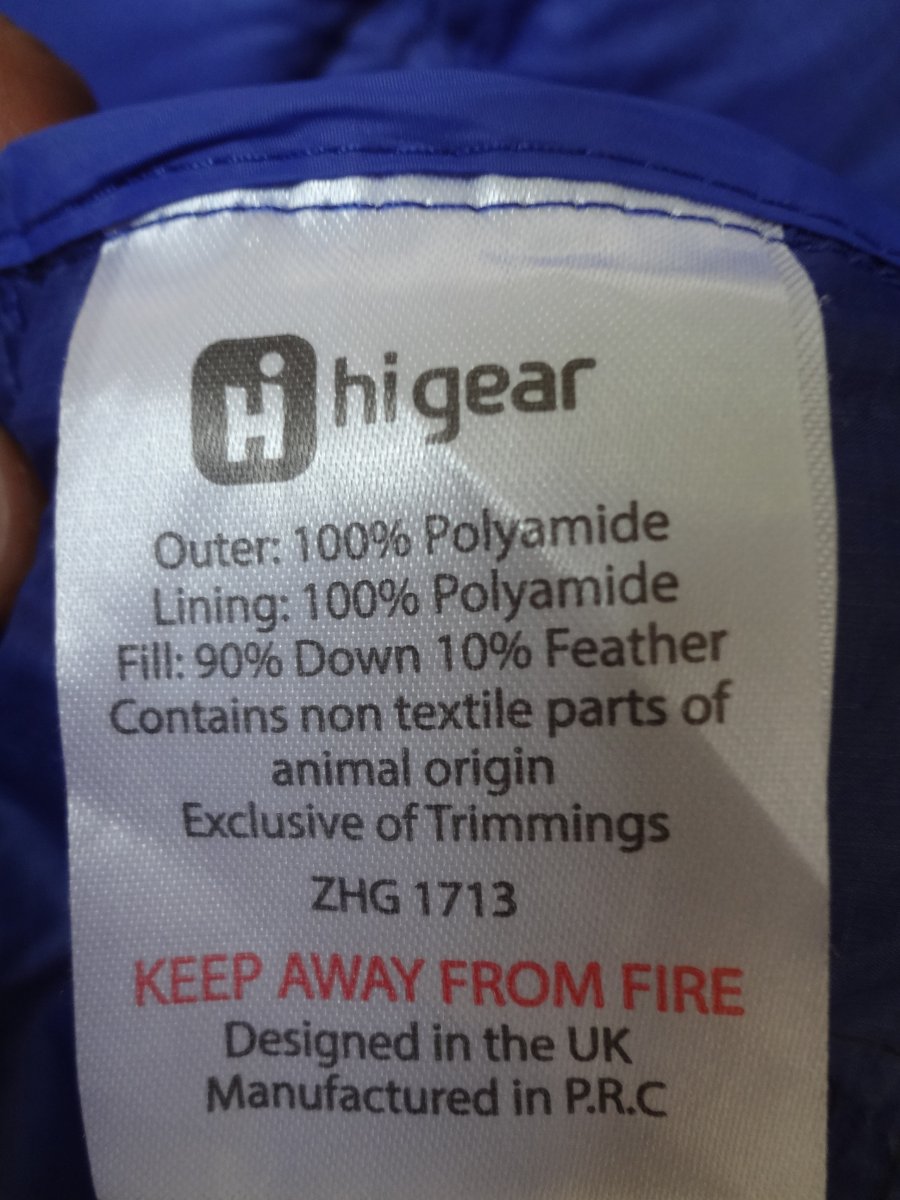 Hi hi gear
Outer: 100% Polyamide
Lining: 100% Polyamide
Fill: 90% Down 10% Feather
Contains non textile parts of
animal origin
Exclusive of Trimmings
ZHG 1713
KEEP AWAY FROM FIRE
Designed in the UK
Manufactured in P.R.C